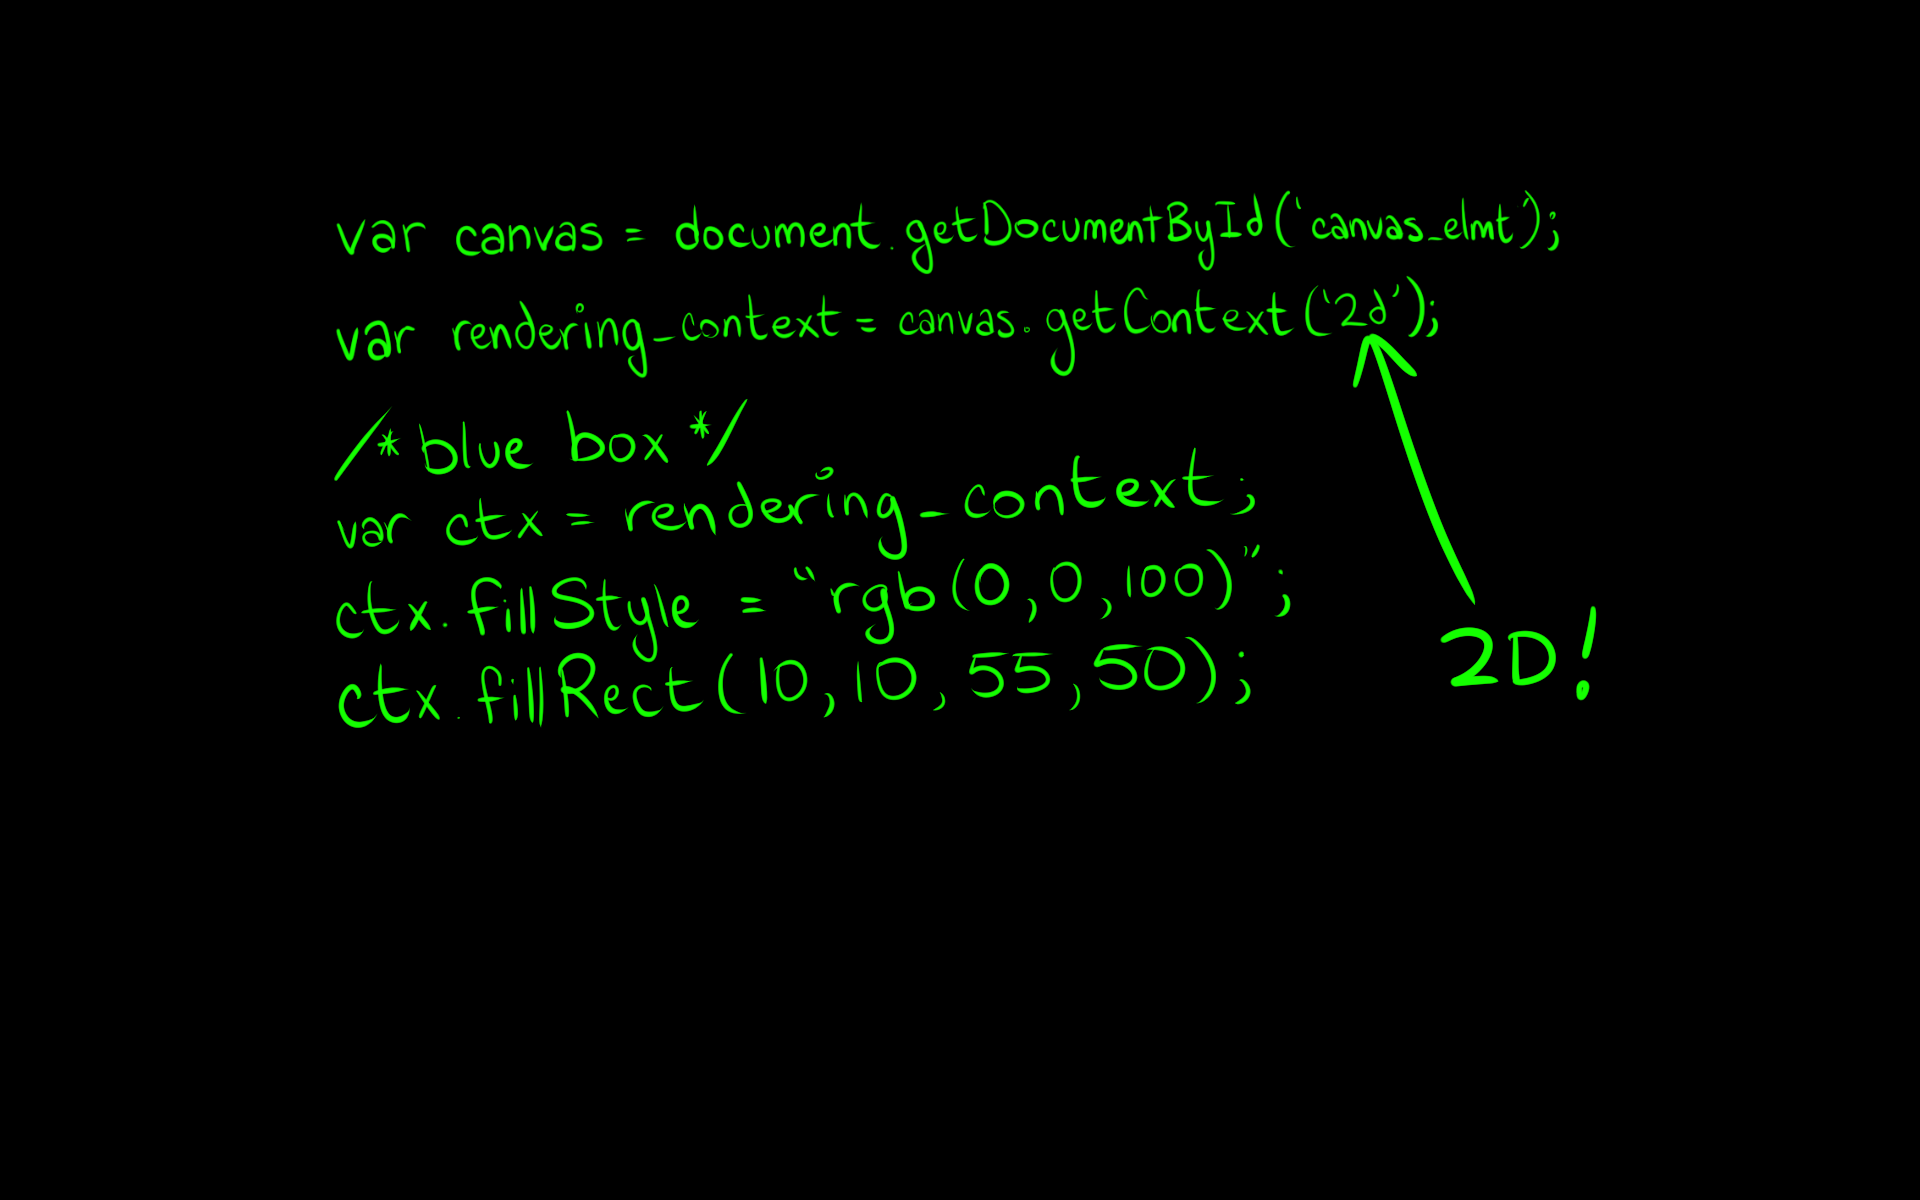 var canvas = document.getDocumentById('canvas_elmt');
var rendering_context = canvas.getContext('2d');
/* blue box */
var ctx = rendering_context;
ctx.fillStyle = "rgb(0,0,100)";
ctx.fillRect(10,10,55,50);
2D!